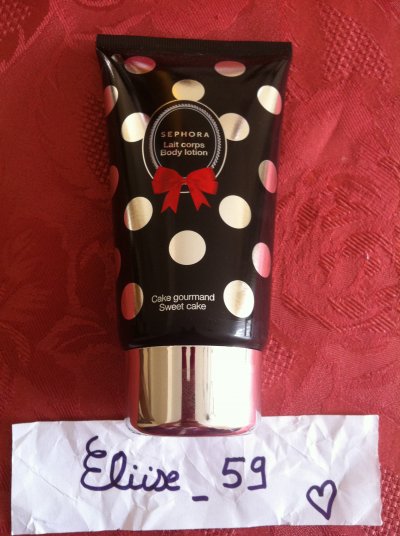 SEPHORA
Lait corps
Body lotion
Cake gourmand
Sweet cake
Eliise_59